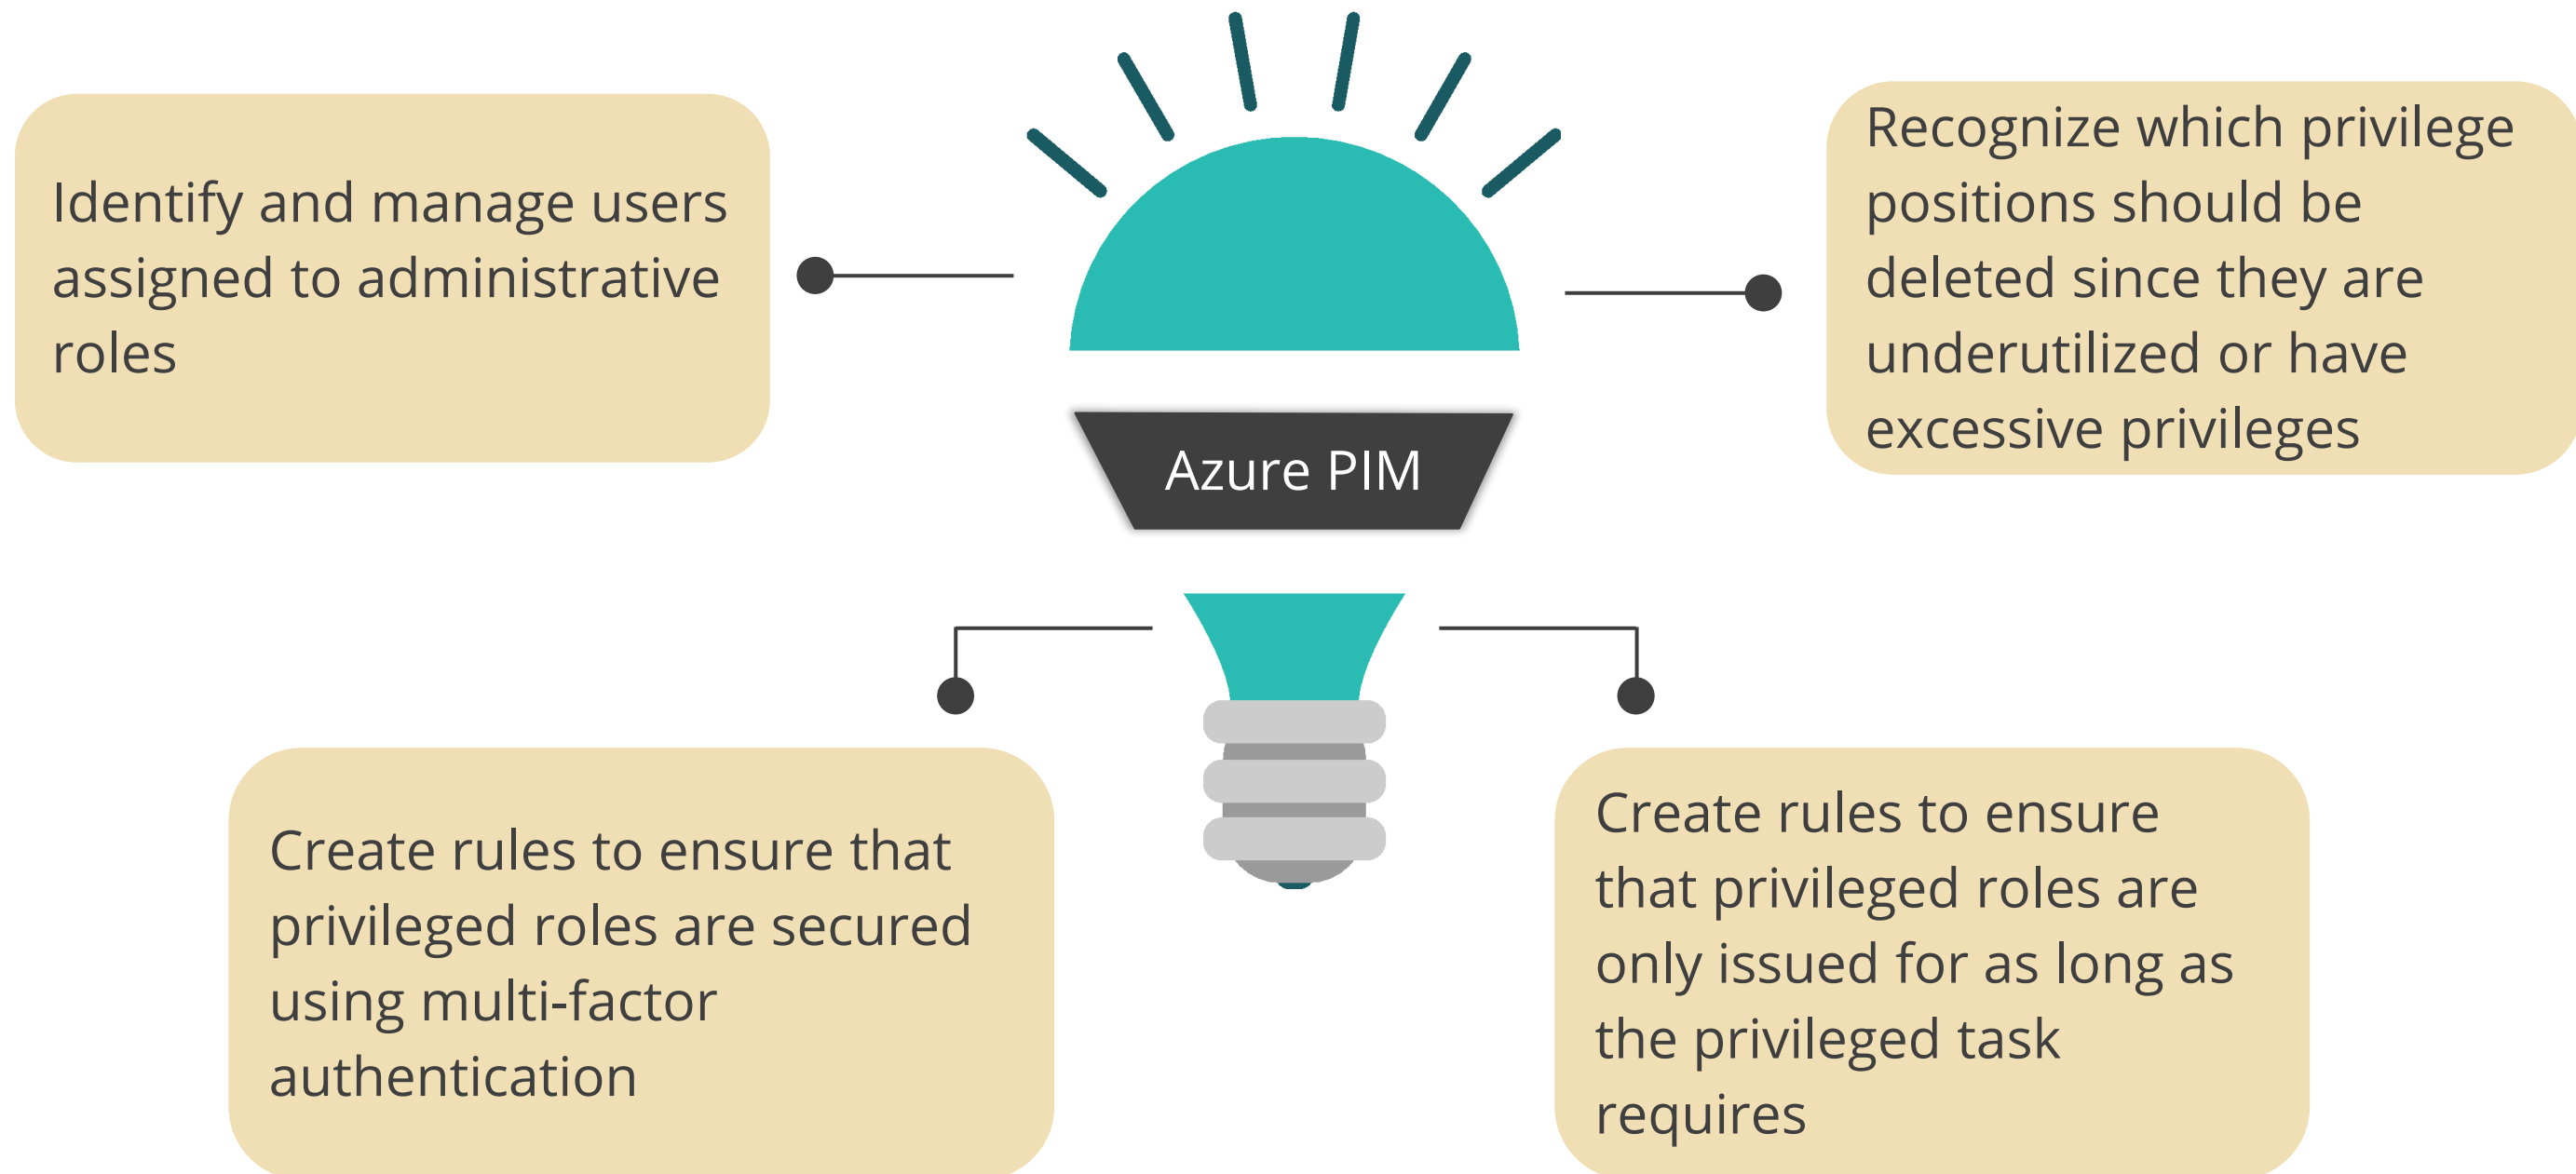 Identify and manage users
assigned to administrative
roles
Recognize which privilege
positions should be
deleted since they are
underutilized or have
excessive privileges
Azure PIM
Create rules to ensure that
privileged roles are secured
using multi-factor
authentication
Create rules to ensure
that privileged roles are
only issued for as long as
the privileged task
requires